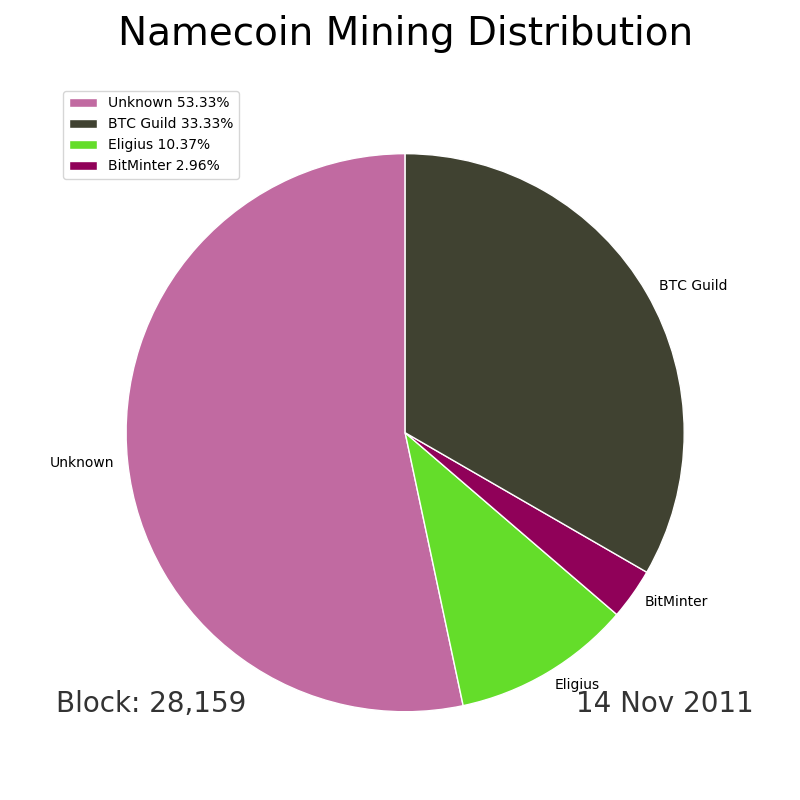 Namecoin Mining Distribution
Unknown 53.33%
BTC Guild 33.33%
Eligius 10.37%
BitMinter 2.96%
BTC Guild
Unknown
BitMinter
Eligius
Block: 28,159
14 Nov 2011